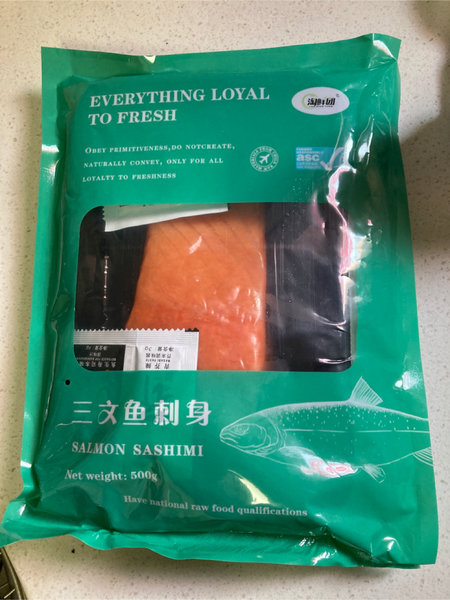 EVERYTHING LOYAL
TO FRESH
OBEY PRIMITIVENESS,DO NOTCREATE,
NATURALLY CONVEY, ONLY FOR ALL
LOYALTY TO FRESHNESS
asc
三文鱼刺身
SALMON SASHIMI
Net weight: 500g
Have national raw food qualifications